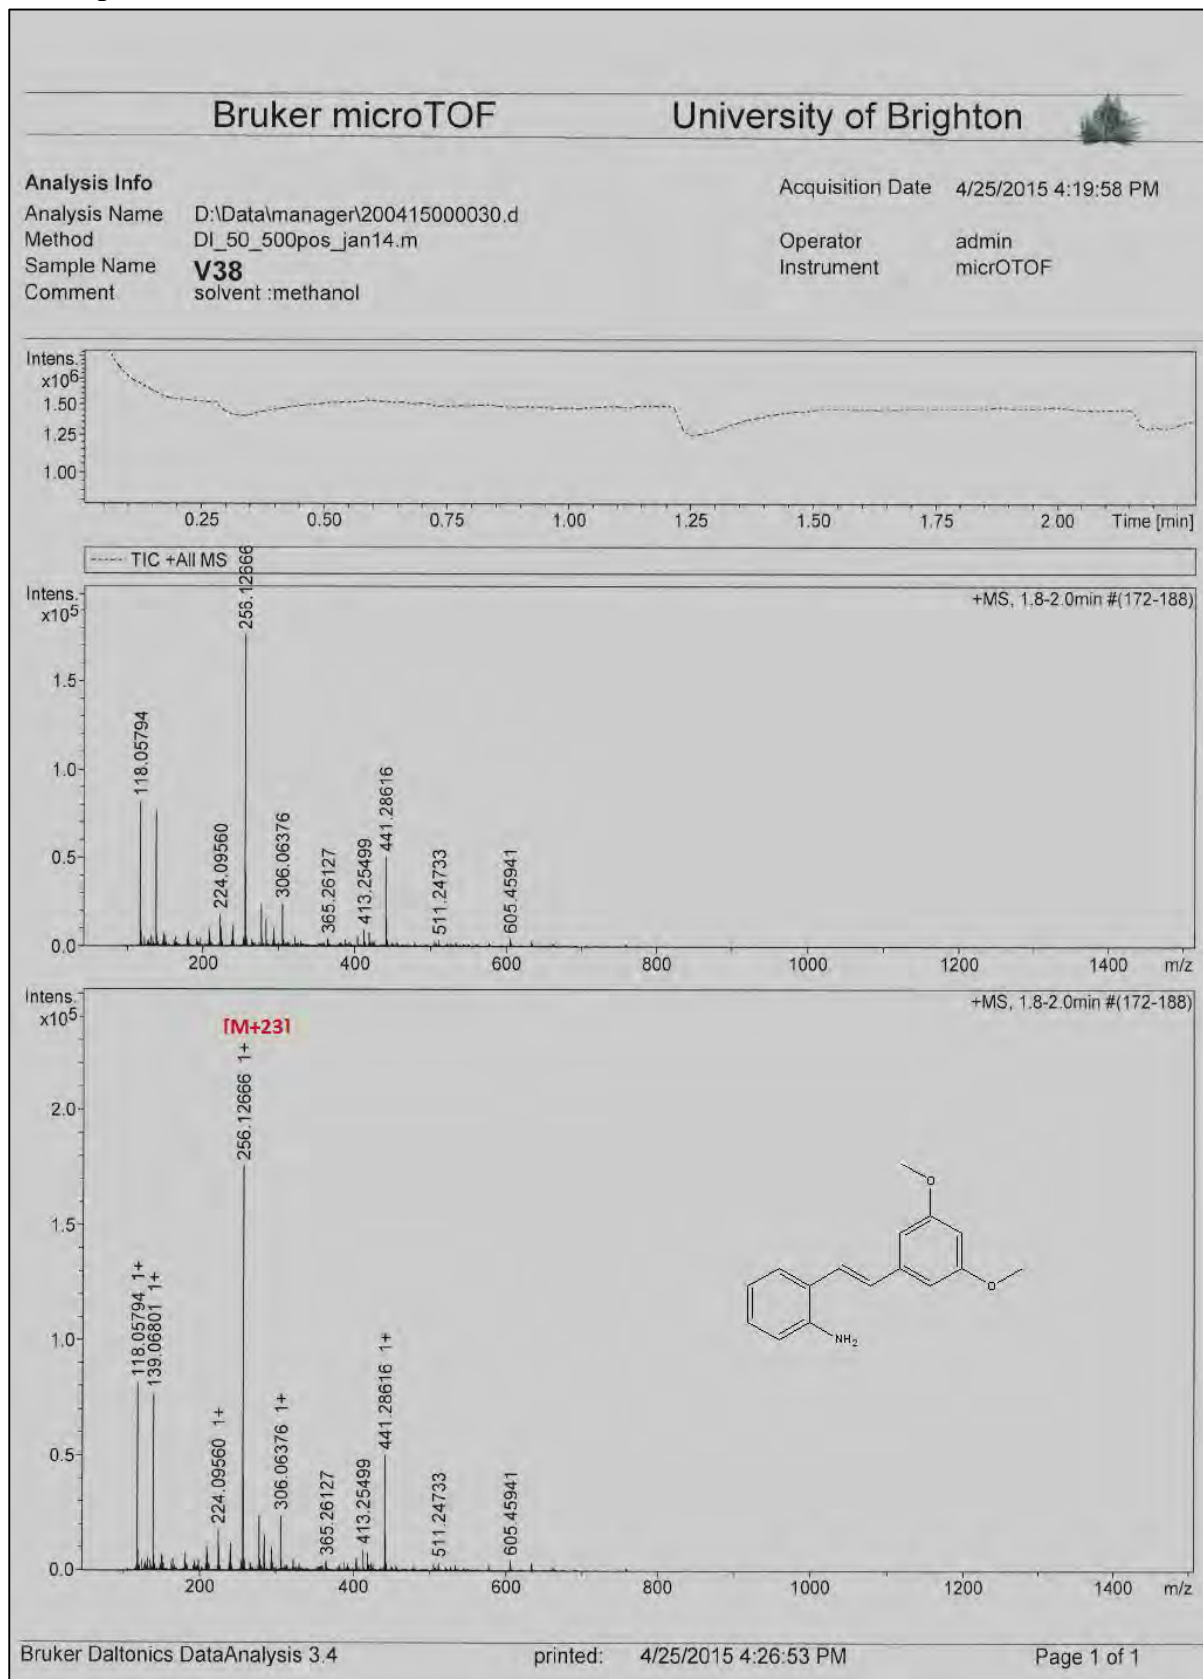 Bruker microTOF University of Brighton
Analysis Info
Acquisition Date 4/25/2015 4:19:58 PM
Analysis Name D:\Data\manager\200415000030.d
Method DI_50_500pos_jan14.m
Operator admin
Sample Name V38
Instrument micrOTOF
Comment solvent :methanol
Intens.
x10⁶
1.50
1.25
1.00
0.25 0.50 0.75 1.00 1.25 1.50 1.75 2.00 Time [min]
TIC +All MS
Intens.
x10⁵
+MS, 1.8-2.0min #(172-188)
256.12666
1.5
118.05794
1.0
224.09560
306.06376
365.26127
413.25499
441.28616
511.24733
605.45941
0.5
0.0
200 400 600 800 1000 1200 1400 m/z
Intens.
x10⁵
+MS, 1.8-2.0min #(172-188)
[M+23]
256.12666 1+
2.0
1.5
118.05794 1+
139.06801 1+
1.0
224.09560 1+
306.06376 1+
365.26127
413.25499
441.28616 1+
511.24733
605.45941
0.5
0.0
O
O
NH₂
200 400 600 800 1000 1200 1400 m/z
Bruker Daltonics DataAnalysis 3.4 printed: 4/25/2015 4:26:53 PM Page 1 of 1